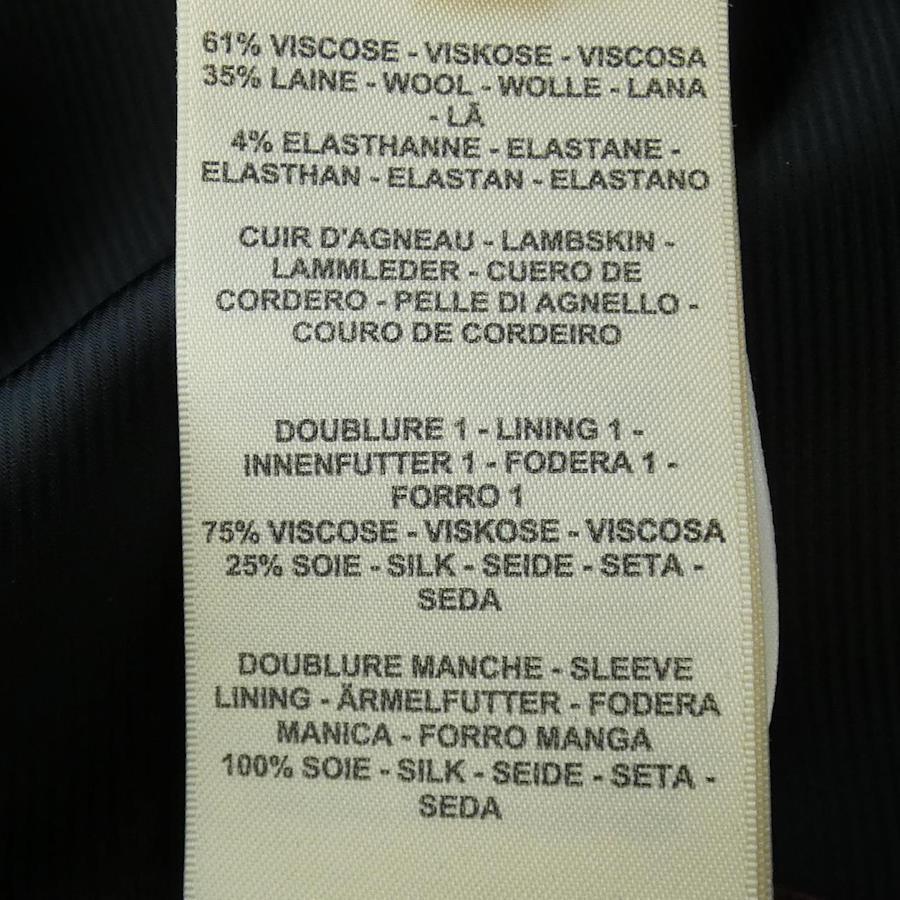 61% VISCOSE - VISKOSE - VISCOSA
35% LAINE - WOOL - WOLLE - LANA
- LÃ
4% ELASTHANNE - ELASTANE -
ELASTHAN - ELASTAN - ELASTANO
CUIR D'AGNEAU - LAMBSKIN -
LAMMLEDER - CUERO DE
CORDERO - PELLE DI AGNELLO -
COURO DE CORDEIRO
DOUBLURE 1 - LINING 1 -
INNENFUTTER 1 - FODERA 1 -
FORRO 1
75% VISCOSE - VISKOSE - VISCOSA
25% SOIE - SILK - SEIDE - SETA -
SEDA
DOUBLURE MANCHE - SLEEVE
LINING - ÄRMELFUTTER - FODERA
MANICA - FORRO MANGA
100% SOIE - SILK - SEIDE - SETA -
SEDA